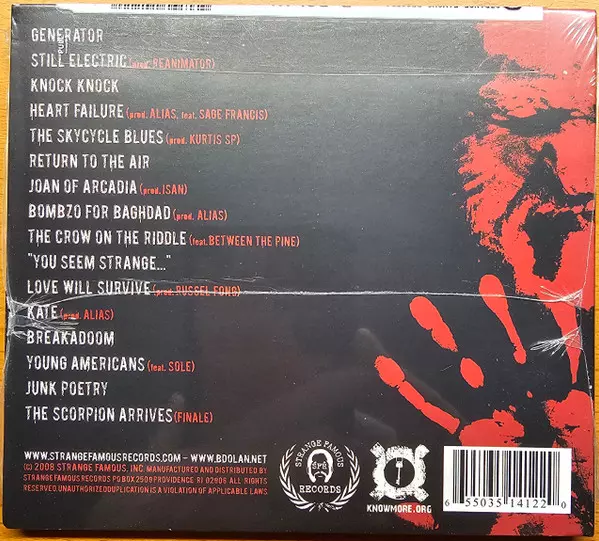 GENERATOR
STILL ELECTRIC (prod. REANIMATOR)
KNOCK KNOCK
HEART FAILURE (prod. ALIAS, feat. SAGE FRANCIS)
THE SKYCYCLE BLUES (prod. KURTIS SP)
RETURN TO THE AIR
JOAN OF ARCADIA (prod. ISAN)
BOMBZO FOR BAGHDAD (prod. ALIAS)
THE CROW ON THE RIDDLE (feat. BETWEEN THE PINE)
"YOU SEEM STRANGE..."
LOVE WILL SURVIVE (prod. RUSSEL FONG)
KATE (prod. ALIAS)
BREAKADOOM
YOUNG AMERICANS (feat. SOLE)
JUNK POETRY
THE SCORPION ARRIVES (FINALE)
WWW.STRANGEFAMOUSRECORDS.COM - WWW.BDOLAN.NET
(C) 2008 STRANGE FAMOUS, INC. MANUFACTURED AND DISTRIBUTED BY
STRANGE FAMOUS RECORDS PO BOX 2509 PROVIDENCE RI 02906 ALL RIGHTS
RESERVED. UNAUTHORIZED DUPLICATION IS A VIOLATION OF APPLICABLE LAWS
STRANGE FAMOUS
SFR
RECORDS
KNOWMORE.ORG
6 55035 14122 0